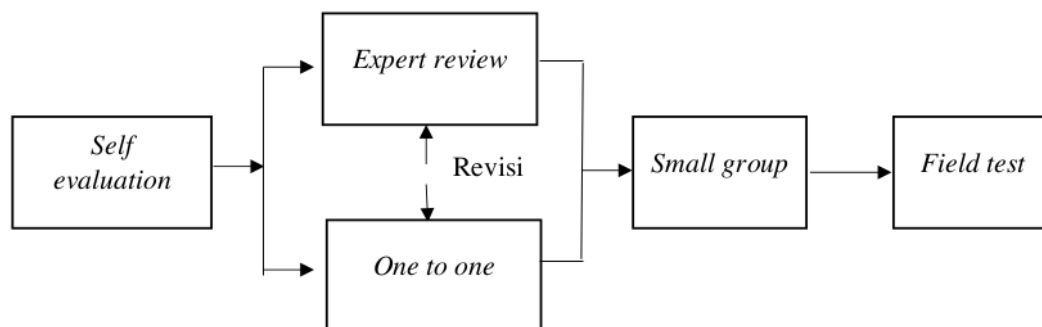 Expert review
Self
evaluation
Revisi
Small group
Field test
One to one